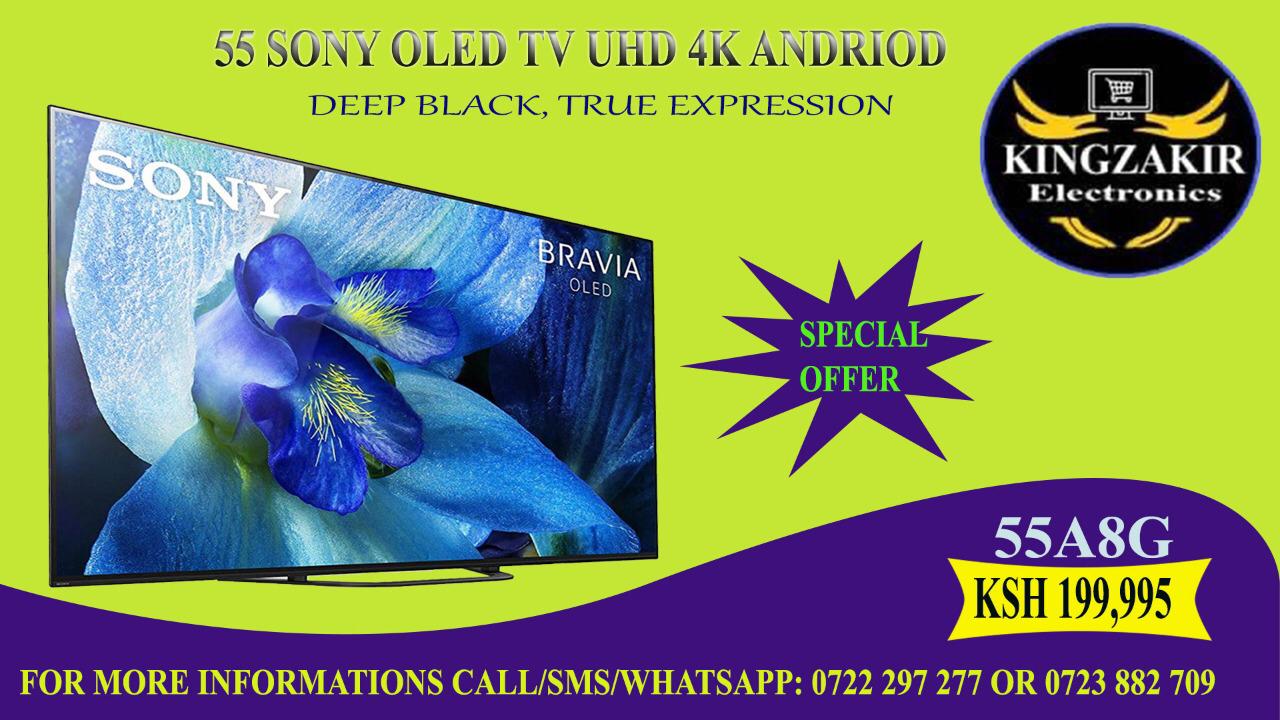 55 SONY OLED TV UHD 4K ANDRIOD
DEEP BLACK, TRUE EXPRESSION
KINGZAKIR
Electronics
SONY
BRAVIA
OLED
SPECIAL
OFFER
55A8G
KSH 199,995
FOR MORE INFORMATIONS CALL/SMS/WHATSAPP: 0722 297 277 OR 0723 882 709